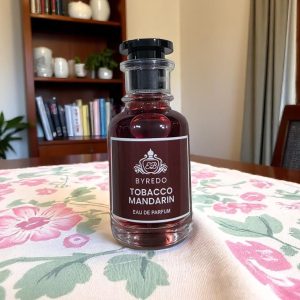 BYREDO
TOBACCO
MANDARIN
EAU DE PARFUM